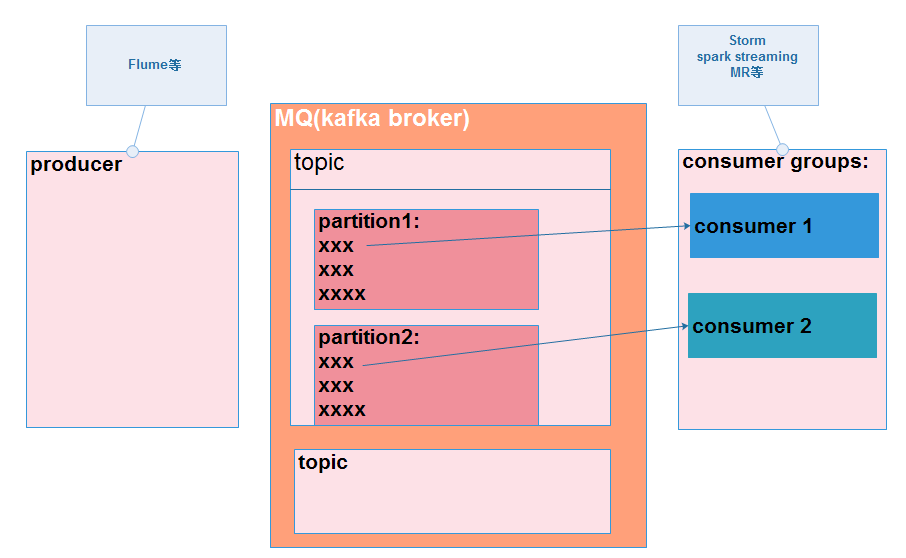 Flume等
producer
MQ(kafka broker)
topic
partition1:
xxx
xxx
xxxx
partition2:
xxx
xxx
xxxx
topic
Storm
spark streaming
MR等
consumer groups:
consumer 1
consumer 2